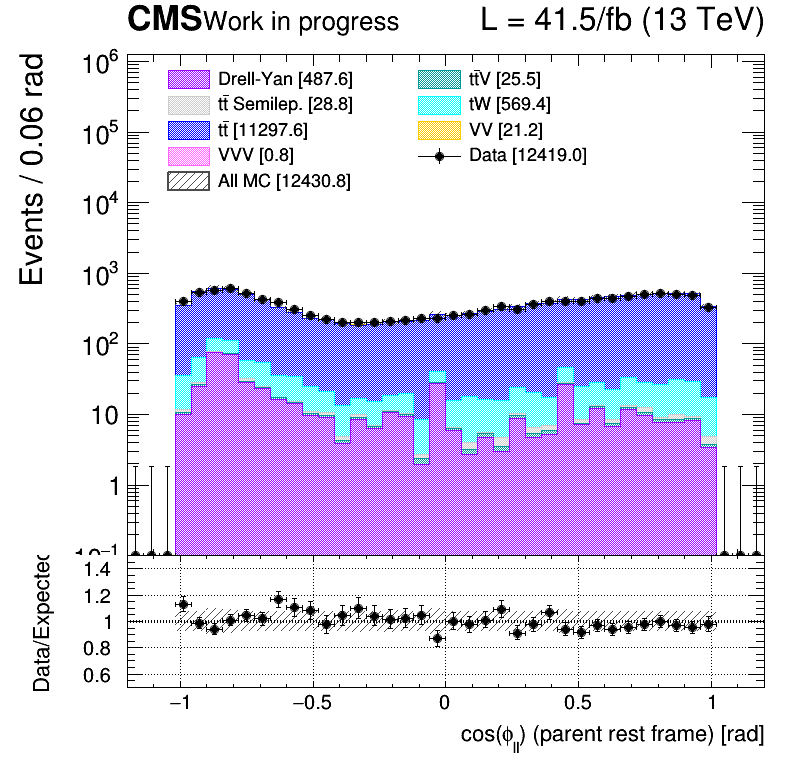 CMS Work in progress L = 41.5/fb (13 TeV)
Events / 0.06 rad
10⁶
10⁵
10⁴
10³
10²
10
1
10⁻¹
Drell-Yan [487.6]
tt̄ Semilep. [28.8]
tt̄ [11297.6]
VVV [0.8]
All MC [12430.8]
tt̄V [25.5]
tW [569.4]
VV [21.2]
Data [12419.0]
Data/Expected
1.4
1.2
1
0.8
0.6
−1 −0.5 0 0.5 1
cos(ϕ_ll) (parent rest frame) [rad]